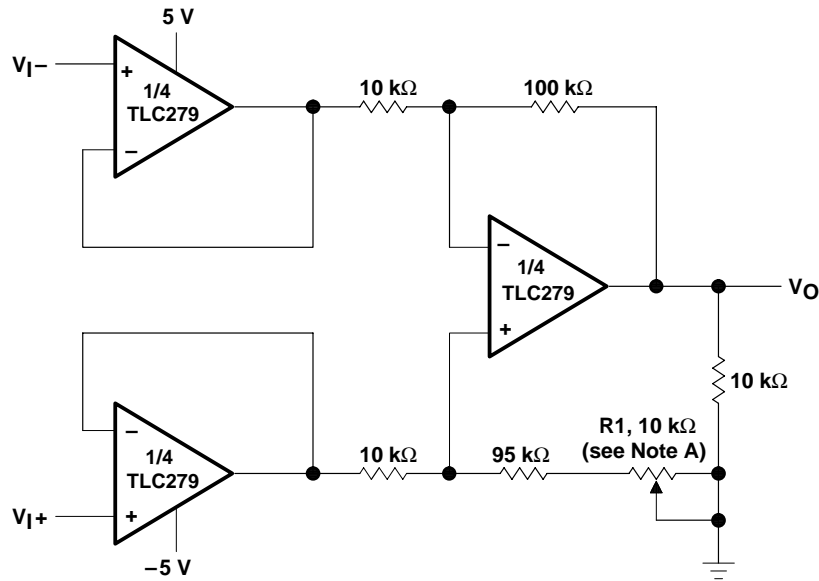 5 V
VI−
+
1/4
TLC279
−
10 kΩ
100 kΩ
−
1/4
TLC279
+
VO
10 kΩ
−
1/4
TLC279
+
VI+
−5 V
10 kΩ
95 kΩ
R1, 10 kΩ
(see Note A)